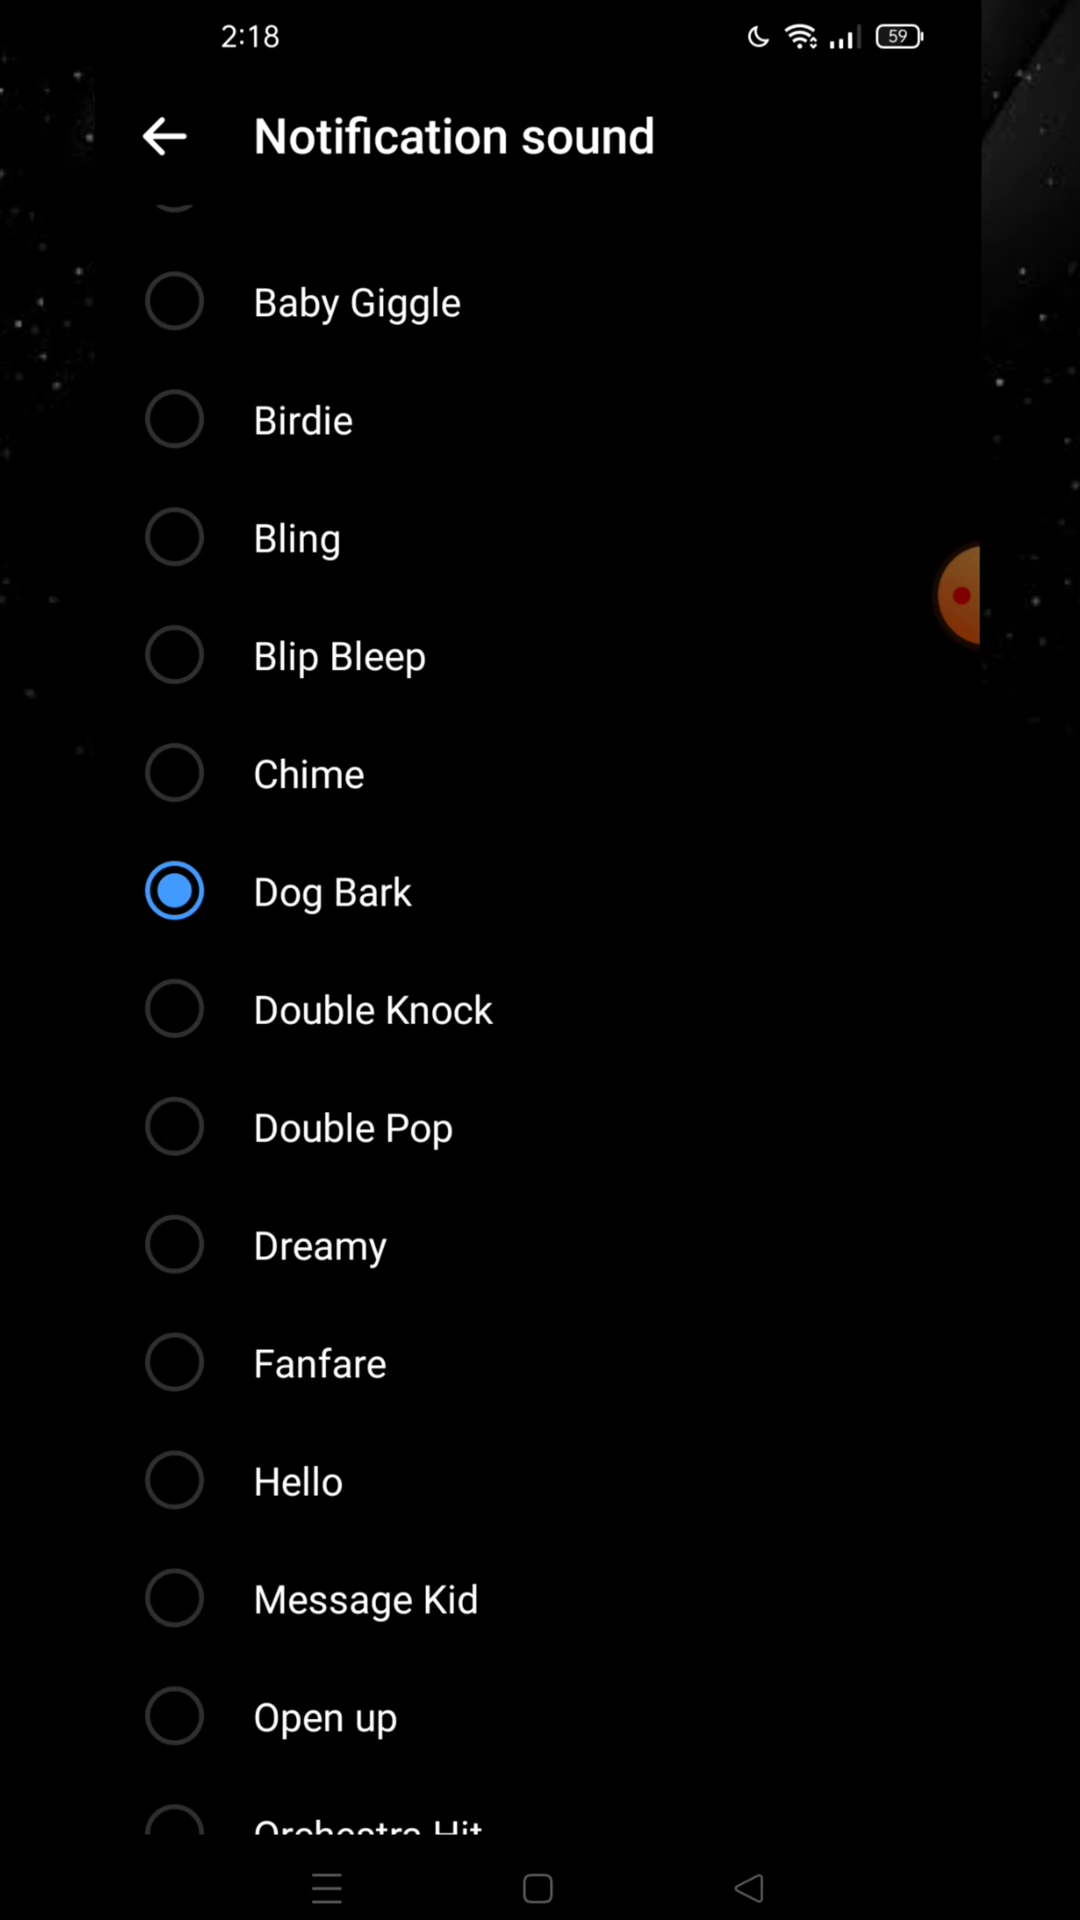 2:18
59
Notification sound
Baby Giggle
Birdie
Bling
Blip Bleep
Chime
Dog Bark
Double Knock
Double Pop
Dreamy
Fanfare
Hello
Message Kid
Open up
Orchestra Hit